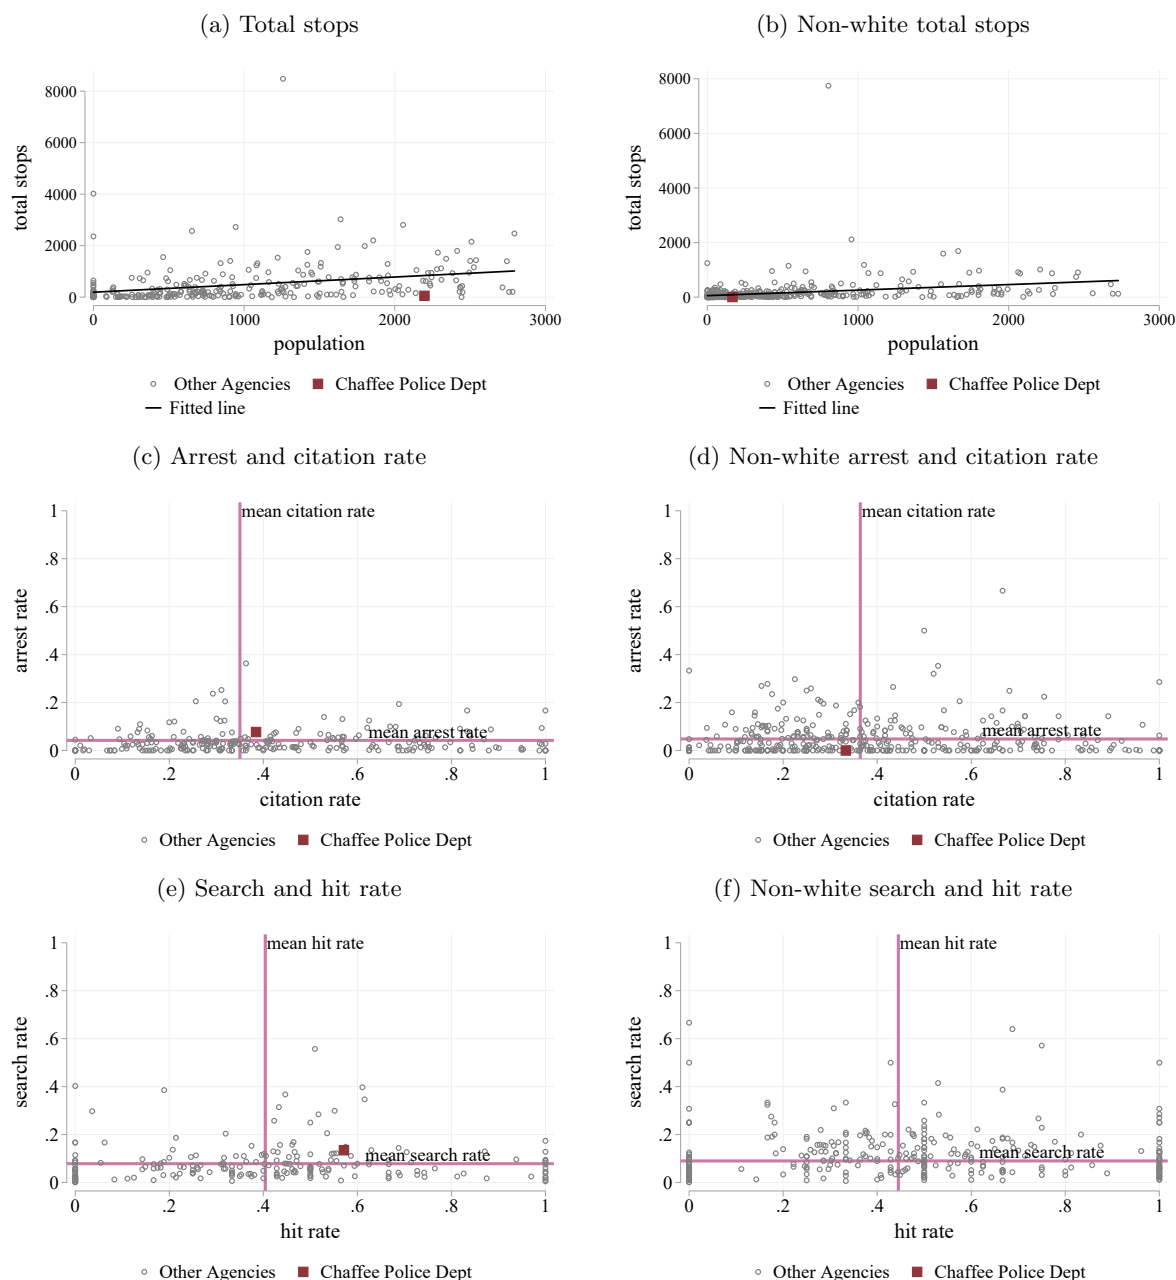 (a) Total stops
(b) Non-white total stops
8000
6000
4000
2000
0
total stops
0 1000 2000 3000
population
Other Agencies Chaffee Police Dept
Fitted line
8000
6000
4000
2000
0
total stops
0 1000 2000 3000
population
Other Agencies Chaffee Police Dept
Fitted line
(c) Arrest and citation rate
(d) Non-white arrest and citation rate
1
.8
.6
.4
.2
0
arrest rate
mean citation rate
mean arrest rate
0 .2 .4 .6 .8 1
citation rate
Other Agencies Chaffee Police Dept
1
.8
.6
.4
.2
0
arrest rate
mean citation rate
mean arrest rate
0 .2 .4 .6 .8 1
citation rate
Other Agencies Chaffee Police Dept
(e) Search and hit rate
(f) Non-white search and hit rate
1
.8
.6
.4
.2
0
search rate
mean hit rate
mean search rate
0 .2 .4 .6 .8 1
hit rate
Other Agencies Chaffee Police Dept
1
.8
.6
.4
.2
0
search rate
mean hit rate
mean search rate
0 .2 .4 .6 .8 1
hit rate
Other Agencies Chaffee Police Dept